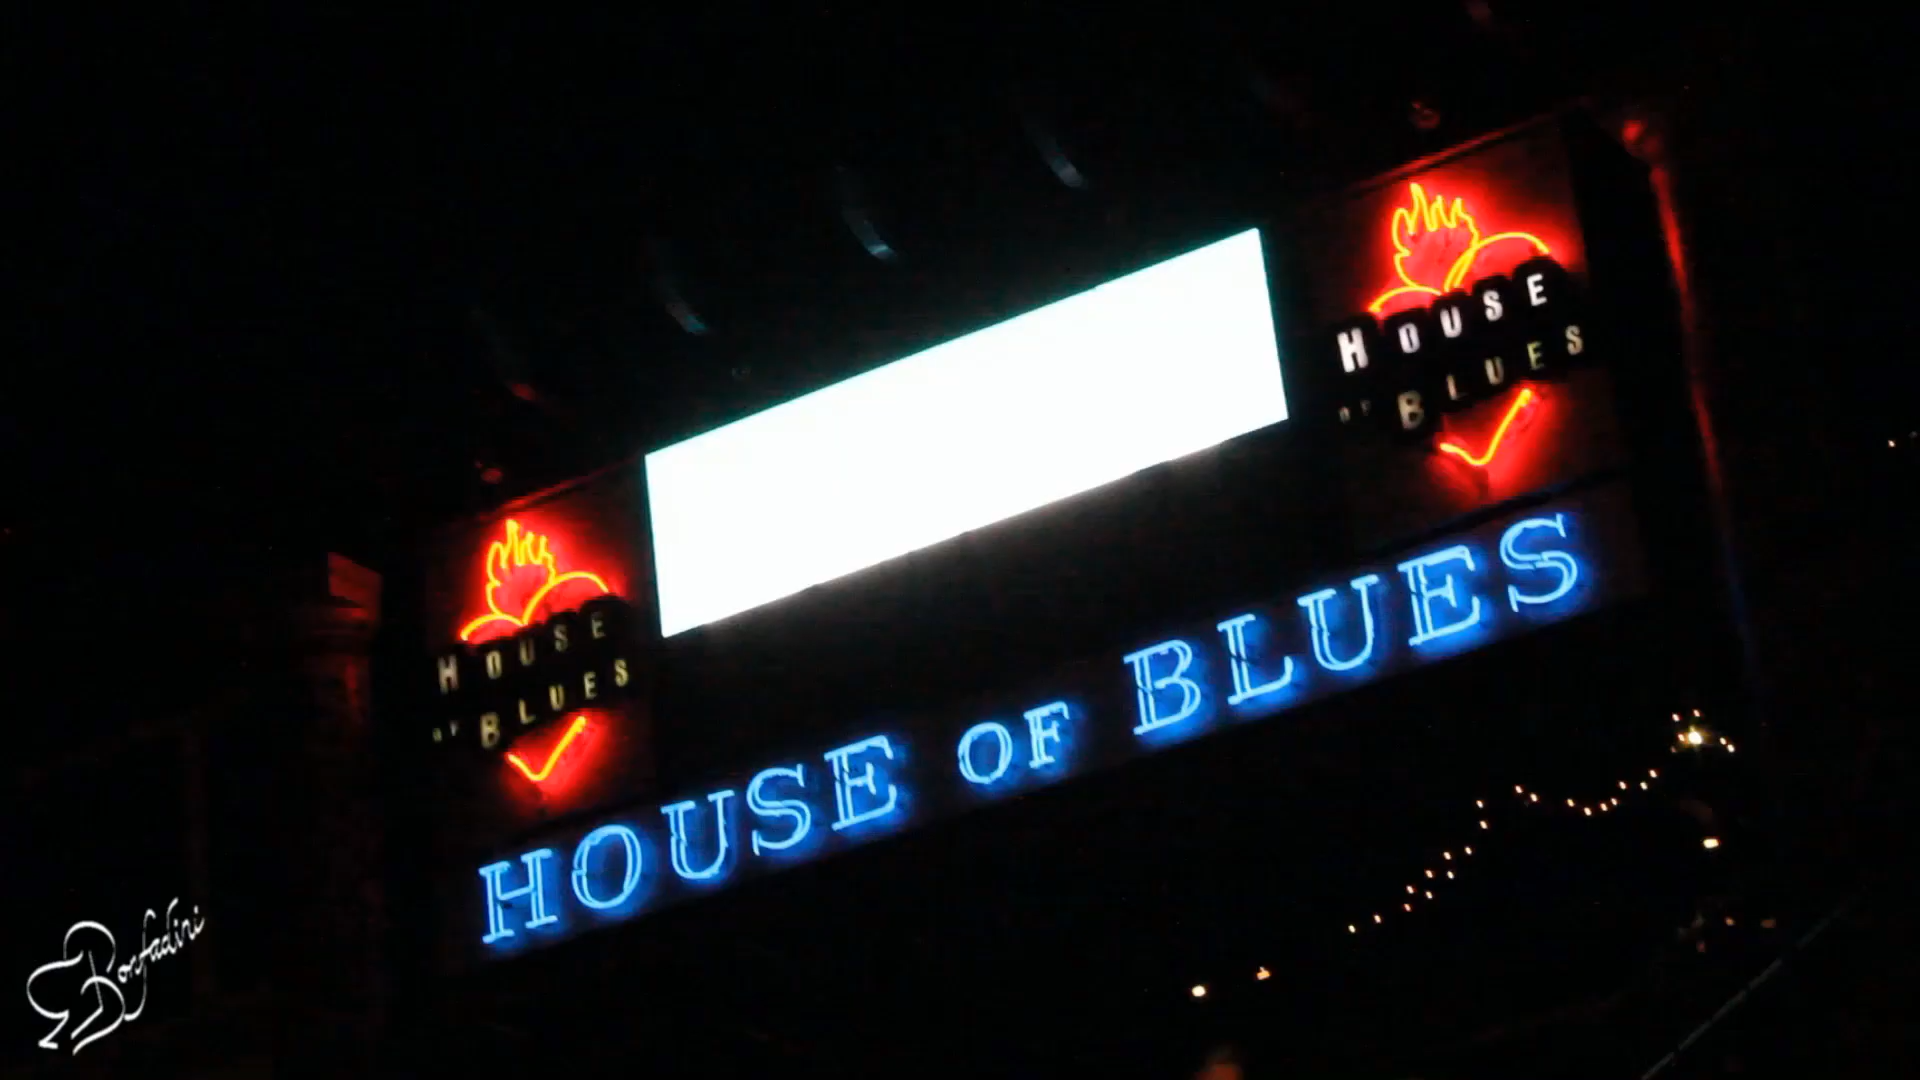 HOUSE
OF BLUES
HOUSE
OF BLUES
HOUSE OF BLUES
Bonfadini